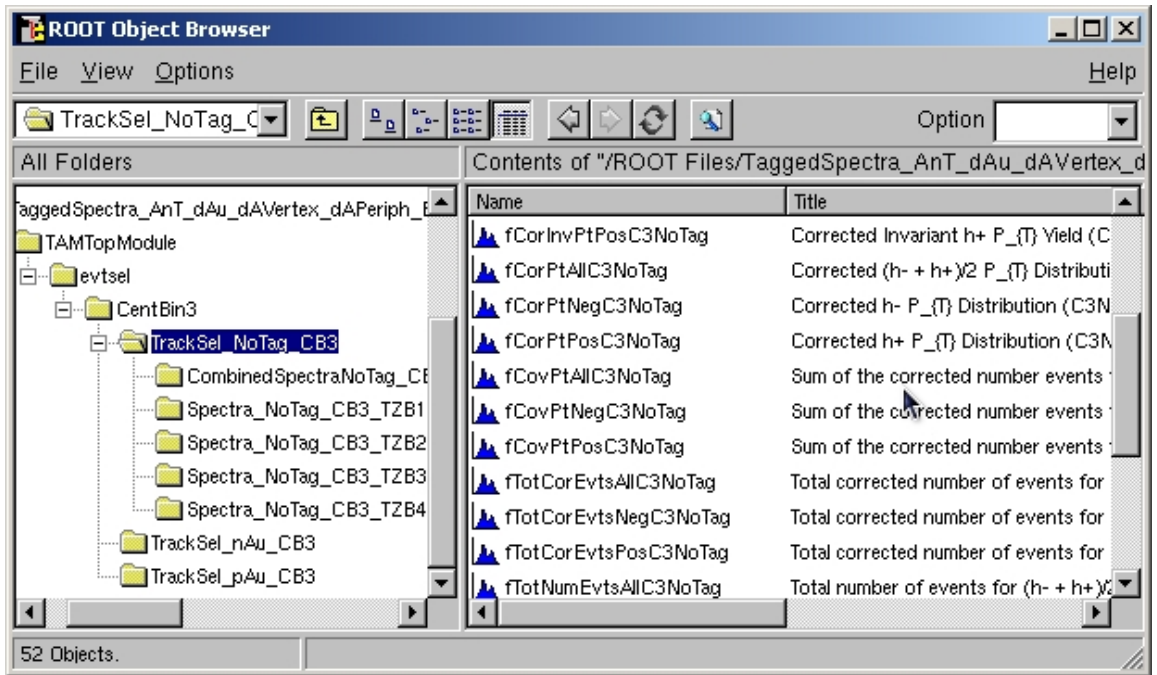 ROOT Object Browser
File View Options Help
TrackSel_NoTag_C Option
All Folders
Contents of "/ROOT Files/TaggedSpectra_AnT_dAu_dAVertex_d
TaggedSpectra_AnT_dAu_dAVertex_dAPeriph_E
TAMTopModule
evtsel
CentBin3
TrackSel_NoTag_CB3
CombinedSpectraNoTag_CB
Spectra_NoTag_CB3_TZB1
Spectra_NoTag_CB3_TZB2
Spectra_NoTag_CB3_TZB3
Spectra_NoTag_CB3_TZB4
TrackSel_nAu_CB3
TrackSel_pAu_CB3
Name Title
fCorInvPtPosC3NoTag Corrected Invariant h+ P_{T} Yield (C
fCorPtAllC3NoTag Corrected (h- + h+)/2 P_{T} Distributi
fCorPtNegC3NoTag Corrected h- P_{T} Distribution (C3N
fCorPtPosC3NoTag Corrected h+ P_{T} Distribution (C3N
fCovPtAllC3NoTag Sum of the corrected number events
fCovPtNegC3NoTag Sum of the corrected number events
fCovPtPosC3NoTag Sum of the corrected number events
fTotCorEvtsAllC3NoTag Total corrected number of events for
fTotCorEvtsNegC3NoTag Total corrected number of events for
fTotCorEvtsPosC3NoTag Total corrected number of events for
fTotNumEvtsAllC3NoTag Total number of events for (h- + h+)/2
52 Objects.